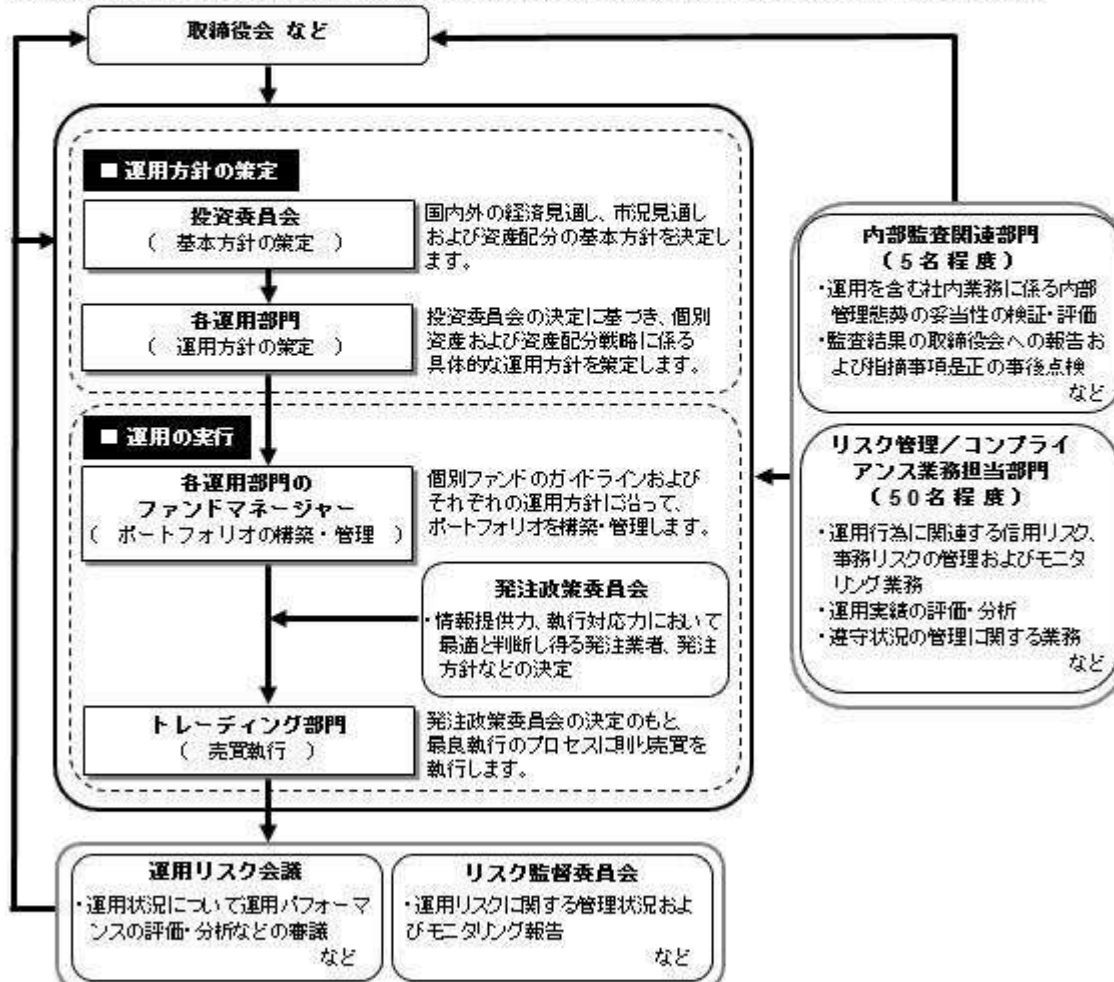 取締役会 など
■ 運用方針の策定
投資委員会
( 基本方針の策定 )
国内外の経済見通し、市況見通し
および資産配分の基本方針を決定し
ます。
各運用部門
( 運用方針の策定 )
投資委員会の決定に基づき、個別
資産および資産配分戦略に係る
具体的な運用方針を策定します。
■ 運用の実行
各運用部門の
ファンドマネージャー
( ポートフォリオの構築・管理 )
個別ファンドのガイドラインおよび
それぞれの運用方針に沿って、
ポートフォリオを構築・管理します。
発注政策委員会
・情報提供力、執行対応力において
最適と判断し得る発注業者、発注
方針などの決定
トレーディング部門
( 売買執行 )
発注政策委員会の決定のもと
最良執行のプロセスに則り売買を
執行します。
内部監査関連部門
(5名程度)
・運用を含む社内業務に係る内部
管理態勢の妥当性の検証・評価
・監査結果の取締役会への報告お
よび指摘事項是正の事後点検
など
リスク管理/コンプライ
アンス業務担当部門
(50名程度)
・運用行為に関連する信用リスク、
事務リスクの管理およびモニタ
リング業務
・運用実績の評価・分析
・遵守状況の管理に関する業務
など
運用リスク会議
・運用状況について運用パフォーマ
ンスの評価・分析などの審議
など
リスク監督委員会
・運用リスクに関する管理状況およ
びモニタリング報告
など